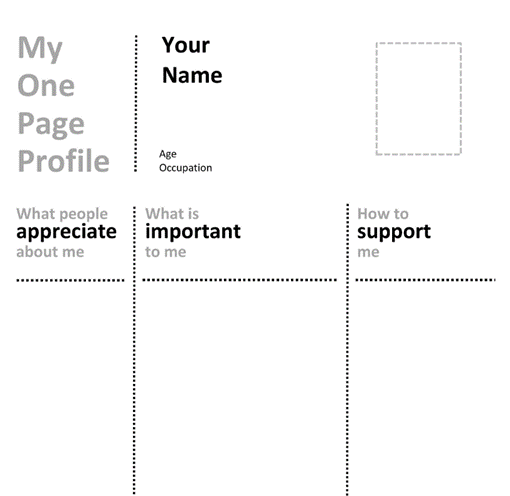 My
One
Page
Profile
Your
Name
Age
Occupation
What people
appreciate
about me
What is
important
to me
How to
support
me